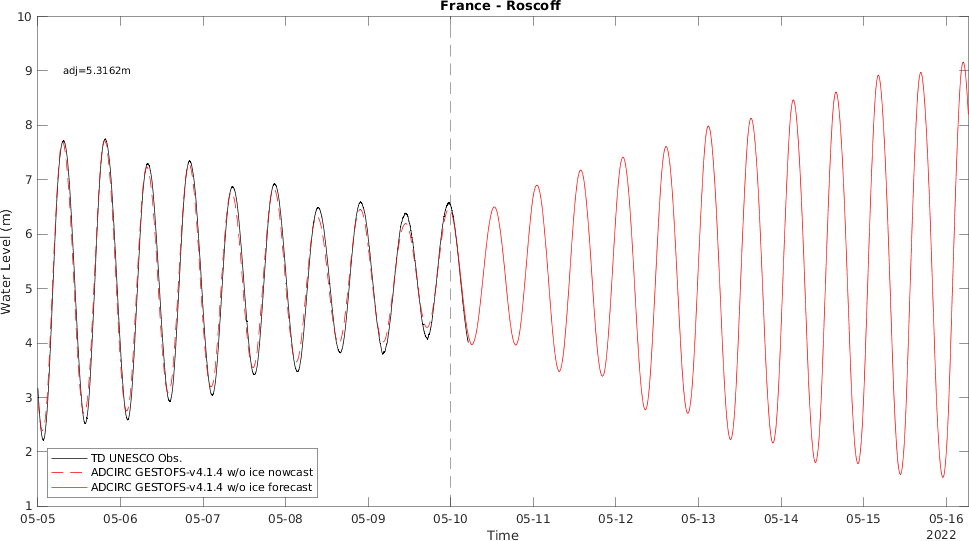 France - Roscoff
10
9
8
7
6
5
4
3
2
1
Water Level (m)
adj=5.3162m
TD UNESCO Obs.
ADCIRC GESTOFS-v4.1.4 w/o ice nowcast
ADCIRC GESTOFS-v4.1.4 w/o ice forecast
05-05 05-06 05-07 05-08 05-09 05-10 05-11 05-12 05-13 05-14 05-15 05-16
Time
2022